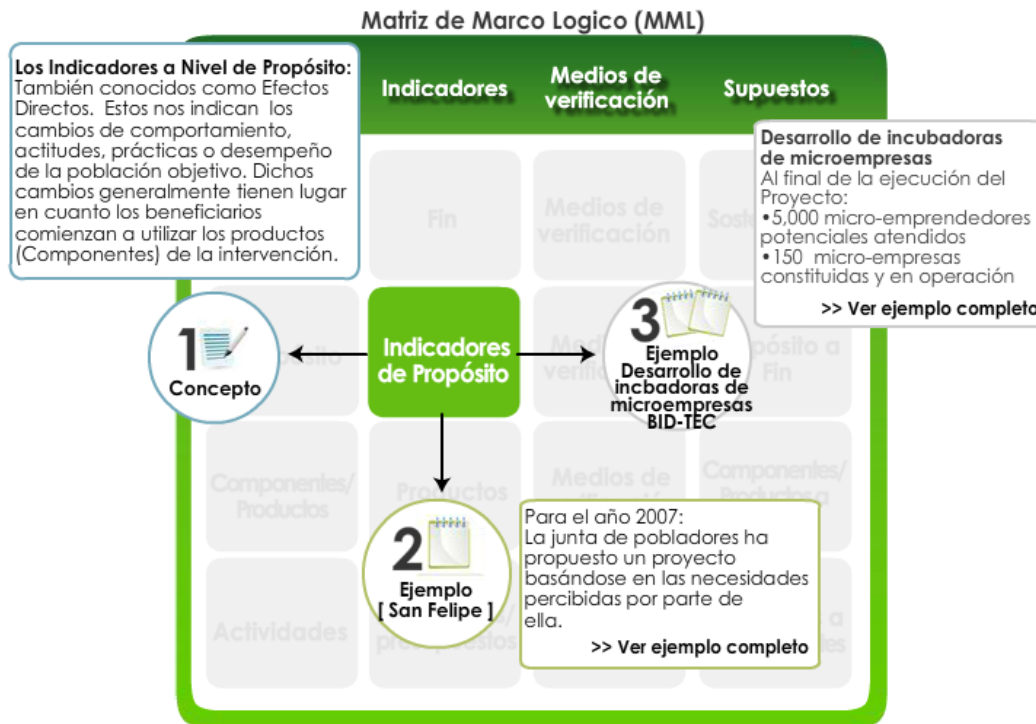 Matriz de Marco Logico (MML)
Los Indicadores a Nivel de Propósito:
También conocidos como Efectos
Directos. Estos nos indican los
cambios de comportamiento,
actitudes, prácticas o desempeño
de la población objetivo. Dichos
cambios generalmente tienen lugar
en cuanto los beneficiarios
comienzan a utilizar los productos
(Componentes) de la intervención.
Indicadores
Medios de
verificación
Supuestos
Desarrollo de incubadoras
de microempresas
Al final de la ejecución del
Proyecto:
•5,000 micro-emprendedores
potenciales atendidos
•150 micro-empresas
constituidas y en operación
>> Ver ejemplo completo
Fin
Medios de
verificación
1
Concepto
Indicadores
de Propósito
3
Ejemplo
Desarrollo de
incbadoras de
microempresas
BID-TEC
Fin
Componentes/
Productos
Productos
Medios de
Componentes/
Productos a
2
Ejemplo
[ San Felipe ]
Para el año 2007:
La junta de pobladores ha
propuesto un proyecto
basándose en las necesidades
percibidas por parte de
ella.
>> Ver ejemplo completo
Actividades